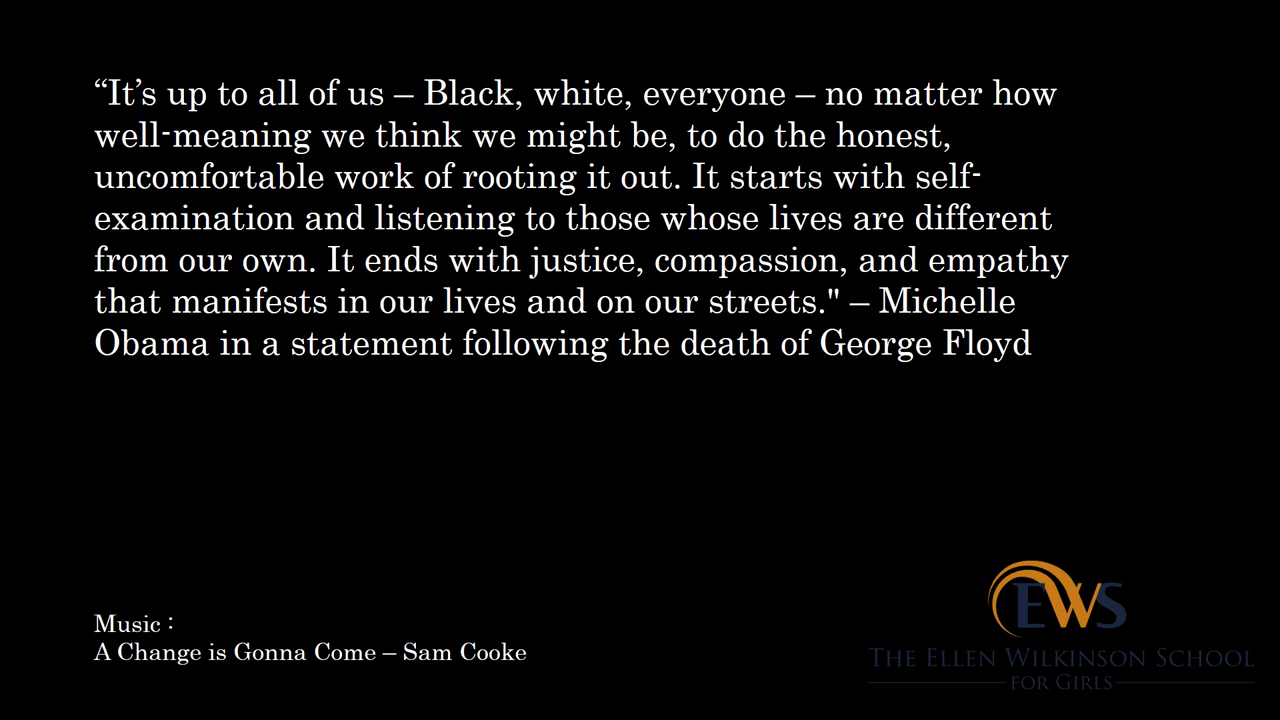 “It’s up to all of us – Black, white, everyone – no matter how
well-meaning we think we might be, to do the honest,
uncomfortable work of rooting it out. It starts with self-
examination and listening to those whose lives are different
from our own. It ends with justice, compassion, and empathy
that manifests in our lives and on our streets." – Michelle
Obama in a statement following the death of George Floyd
Music :
A Change is Gonna Come – Sam Cooke
EWS
The Ellen Wilkinson School
for Girls